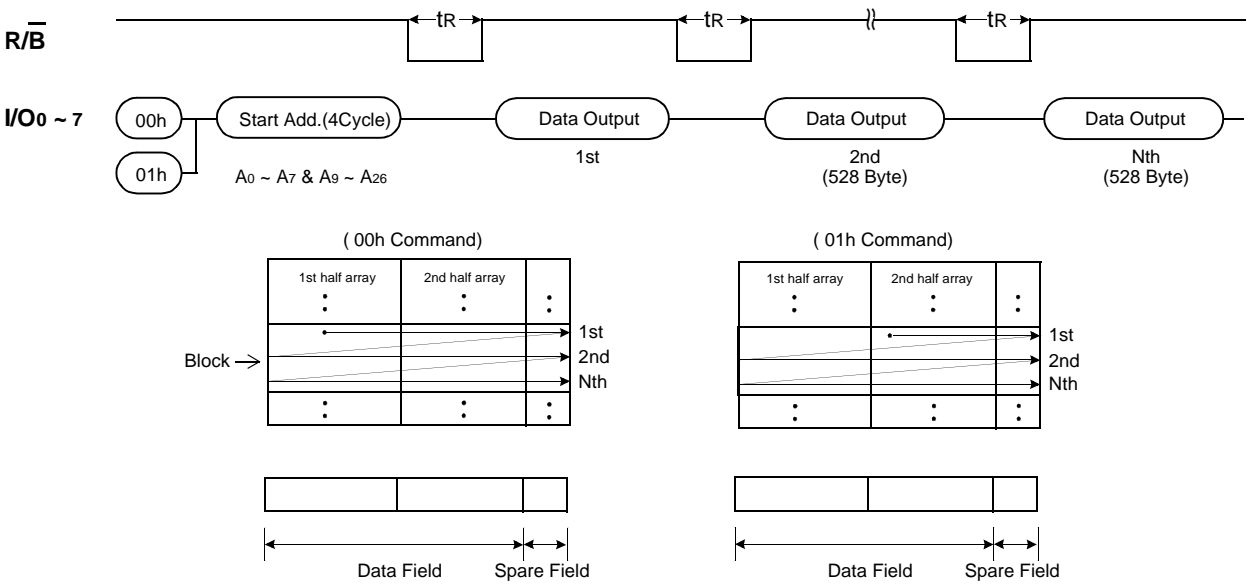 R/B tR tR tR
I/O0 ~ 7 00h Start Add.(4Cycle) Data Output Data Output Data Output
01h A0 ~ A7 & A9 ~ A26 1st 2nd Nth
(528 Byte) (528 Byte)
( 00h Command) ( 01h Command)
1st half array 2nd half array 1st half array 2nd half array
1st 1st
Block 2nd 2nd
Nth Nth
Data Field Spare Field Data Field Spare Field